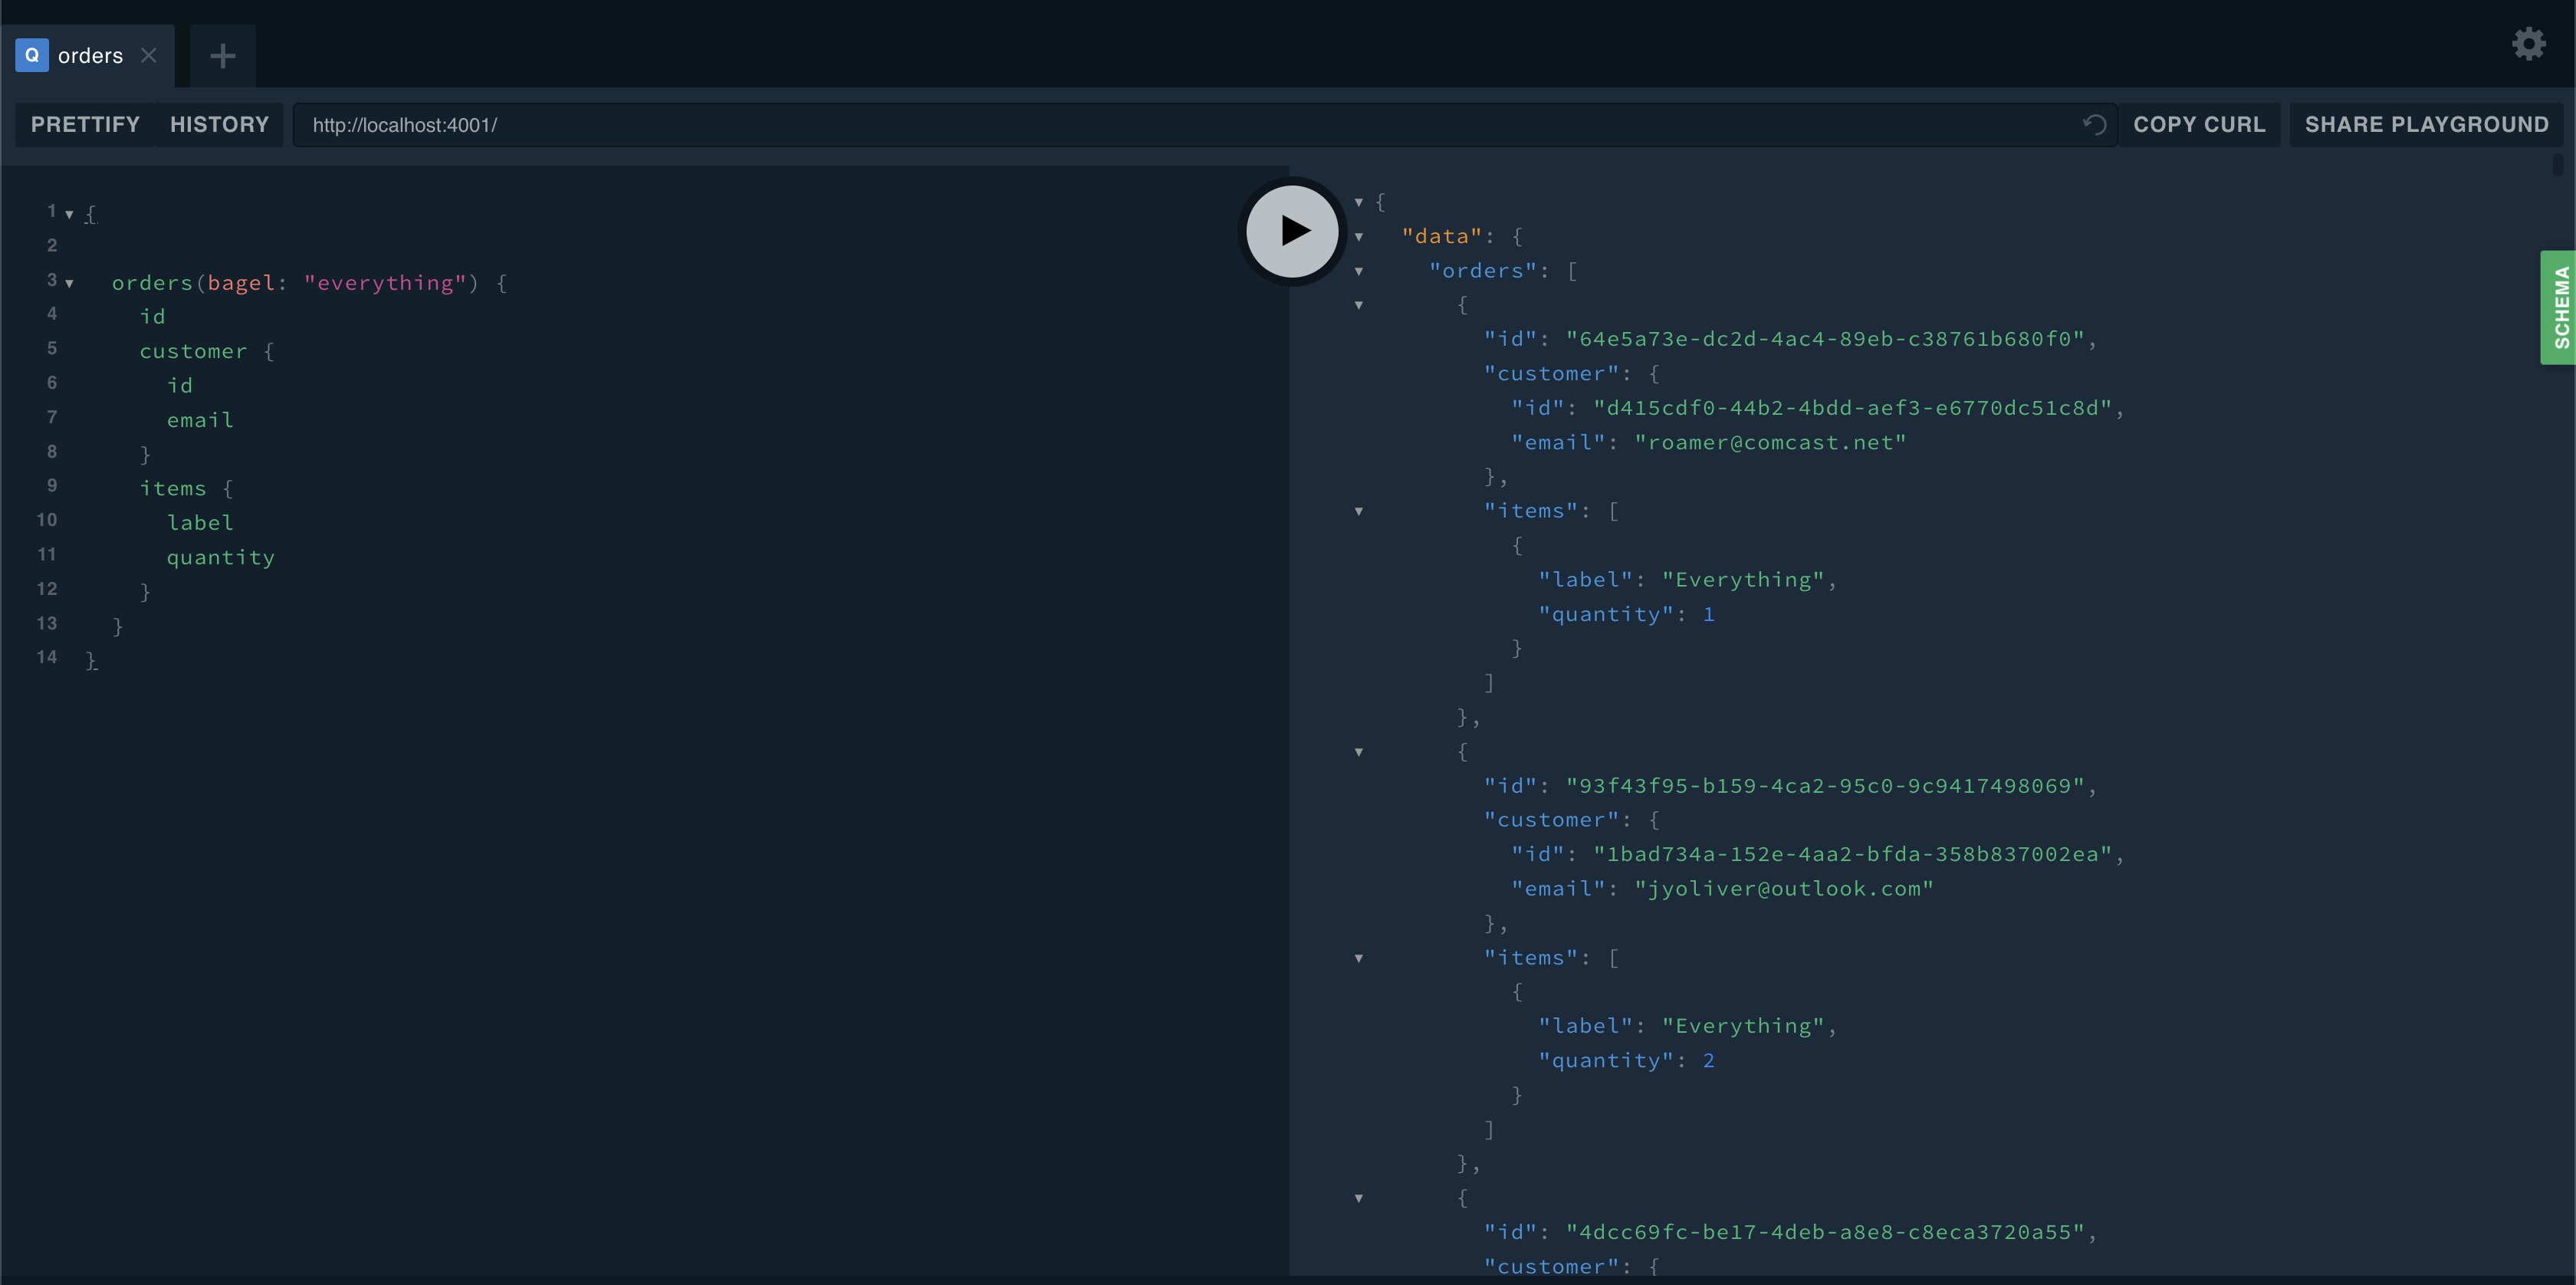 Q orders
PRETTIFY HISTORY http://localhost:4001/ COPY CURL SHARE PLAYGROUND
1 {
2
3 orders(bagel: "everything") {
4 id
5 customer {
6 id
7 email
8 }
9 items {
10 label
11 quantity
12 }
13 }
14 }
{
"data": {
"orders": [
{
"id": "64e5a73e-dc2d-4ac4-89eb-c38761b680f0",
"customer": {
"id": "d415cdf0-44b2-4bdd-aef3-e6770dc51c8d",
"email": "roamer@comcast.net"
},
"items": [
{
"label": "Everything",
"quantity": 1
}
]
},
{
"id": "93f43f95-b159-4ca2-95c0-9c9417498069",
"customer": {
"id": "1bad734a-152e-4aa2-bfda-358b837002ea",
"email": "jyoliver@outlook.com"
},
"items": [
{
"label": "Everything",
"quantity": 2
}
]
},
{
"id": "4dcc69fc-be17-4deb-a8e8-c8eca3720a55",
"customer": {
SCHEMA